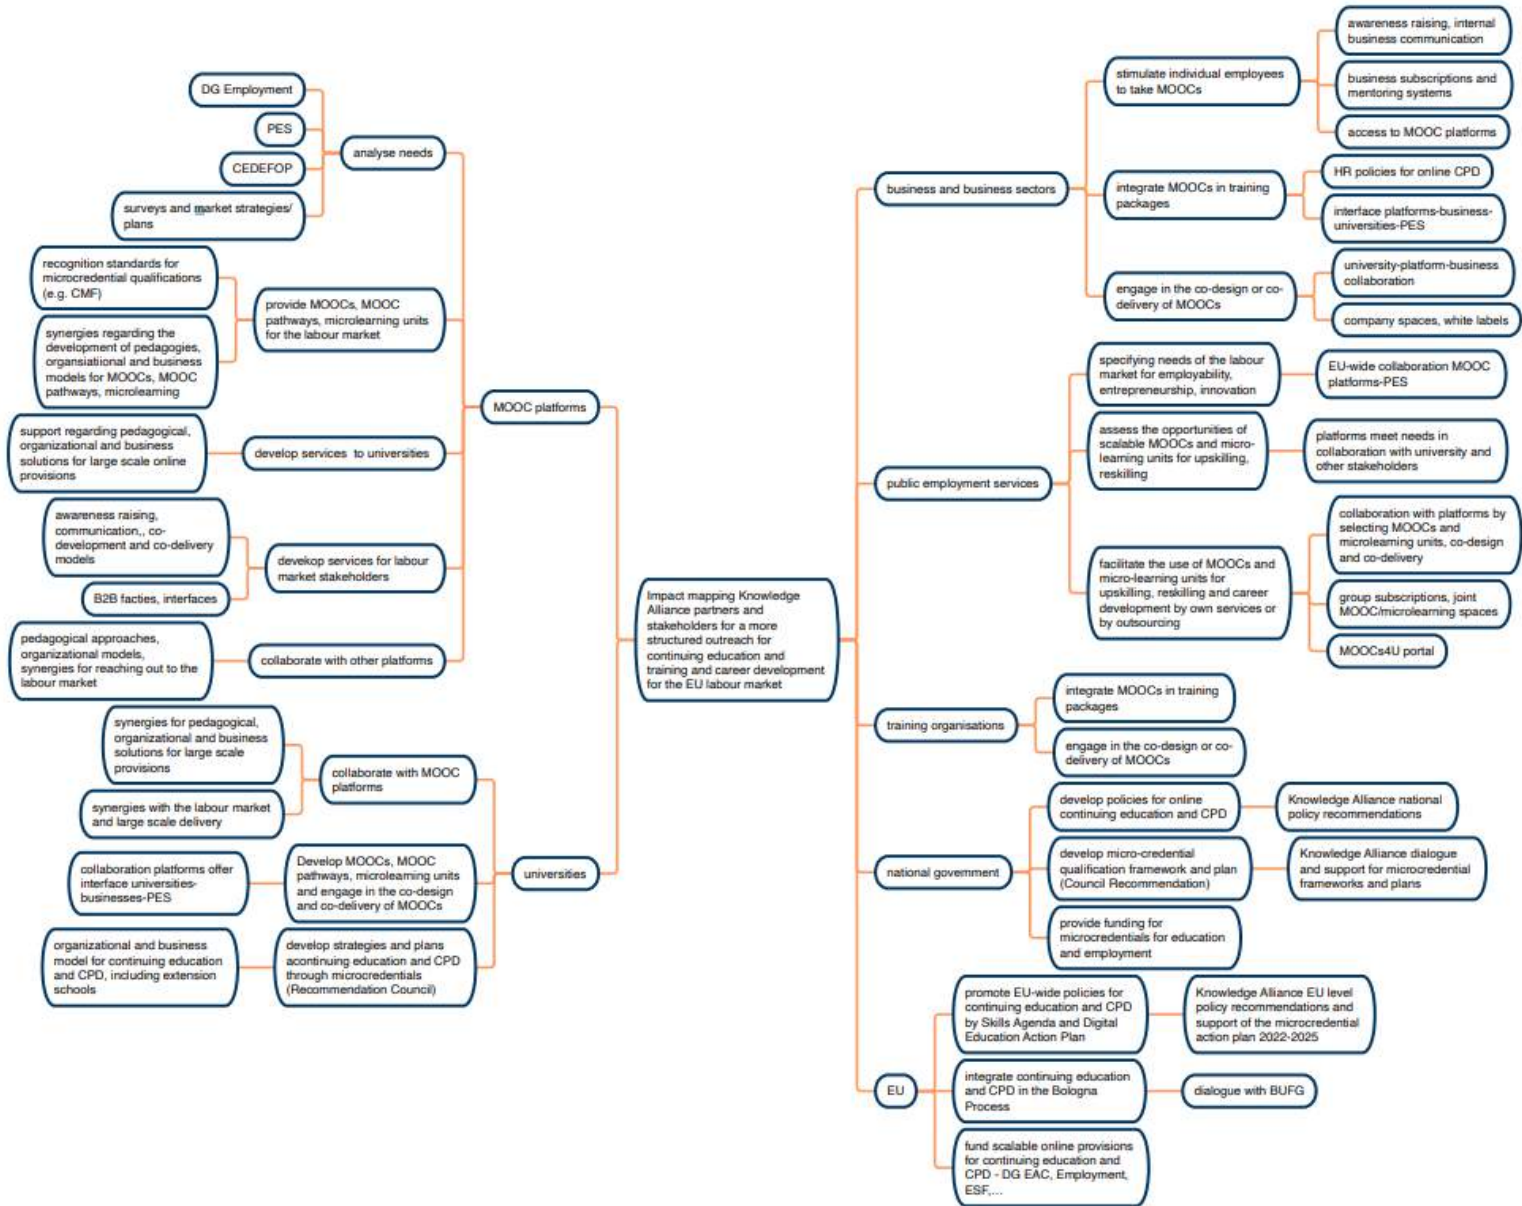 DG Employment
PES
CEDEFOP
surveys and market strategies/
plans
analyse needs
recognition standards for
microcredential qualifications
(e.g. CMF)
synergies regarding the
development of pedagogies,
organsiatiional and business
models for MOOCs, MOOC
pathways, microlearning
provide MOOCs, MOOC
pathways, microlearning units
for the labour market
support regarding pedagogical,
organizational and business
solutions for large scale online
provisions
develop services  to universities
awareness raising,
communication,, co-
development and co-delivery
models
B2B facties, interfaces
devekop services for labour
market stakeholders
pedagogical approaches,
organizational models,
synergies for reaching out to the
labour market
collaborate with other platforms
MOOC platforms
synergies for pedagogical,
organizational and business
solutions for large scale
provisions
synergies with the labour market
and large scale delivery
collaborate with MOOC
platforms
collaboration platforms offer
interface universities-
businesses-PES
Develop MOOCs, MOOC
pathways, microlearning units
and engage in the co-design
and co-delivery of MOOCs
organizational and business
model for continuing education
and CPD, including extension
schools
develop strategies and plans
acontinuing education and CPD
through microcredentials
(Recommendation Council)
universities
Impact mapping Knowledge
Alliance partners and
stakeholders for a more
structured outreach for
continuing education and
training and career development
for the EU labour market
business and business sectors
stimulate individual employees
to take MOOCs
awareness raising, internal
business communication
business subscriptions and
mentoring systems
access to MOOC platforms
integrate MOOCs in training
packages
HR policies for online CPD
interface platforms-business-
universities-PES
engage in the co-design or co-
delivery of MOOCs
university-platform-business
collaboration
company spaces, white labels
public employment services
specifying needs of the labour
market for employability,
entrepreneurship, innovation
EU-wide collaboration MOOC
platforms-PES
assess the opportunities of
scalable MOOCs and micro-
learning units for upskilling,
reskilling
platforms meet needs in
collaboration with university and
other stakeholders
facilitate the use of MOOCs and
micro-learning units for
upskilling, reskilling and career
development by own services or
by outsourcing
collaboration with platforms by
selecting MOOCs and
microlearning units, co-design
and co-delivery
group subscriptions, joint
MOOC/microlearning spaces
MOOCs4U portal
training organisations
integrate MOOCs in training
packages
engage in the co-design or co-
delivery of MOOCs
national government
develop policies for online
continuing education and CPD
Knowledge Alliance national
policy recommendations
develop micro-credential
qualification framework and plan
(Council Recommendation)
Knowledge Alliance dialogue
and support for microcredential
frameworks and plans
provide funding for
microcredentials for education
and employment
EU
promote EU-wide policies for
continuing education and CPD
by Skills Agenda and Digital
Education Action Plan
Knowledge Alliance EU level
policy recommendations and
support of the microcredential
action plan 2022-2025
integrate continuing education
and CPD in the Bologna
Process
dialogue with BUFG
fund scalable online provisions
for continuing education and
CPD - DG EAC, Employment,
ESF,...